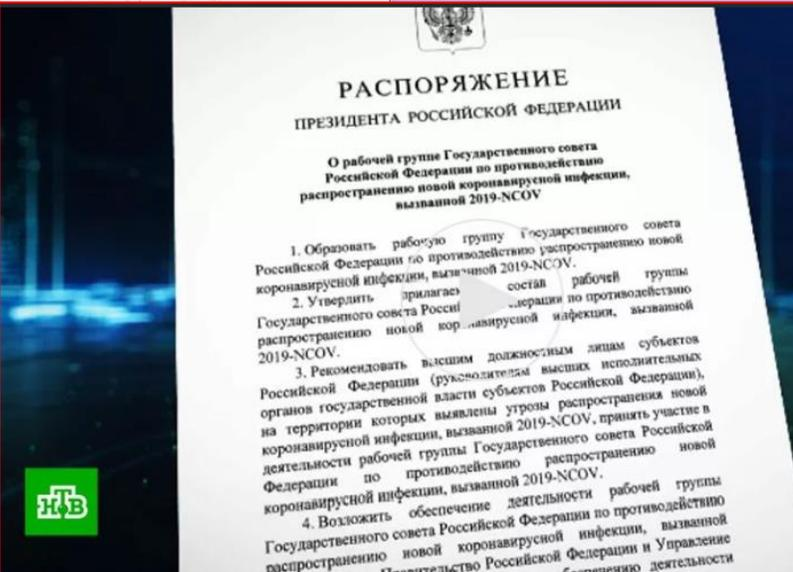 РАСПОРЯЖЕНИЕ
ПРЕЗИДЕНТА РОССИЙСКОЙ ФЕДЕРАЦИИ
О рабочей группе Государственного совета
Российской Федерации по противодействию
распространению новой коронавирусной инфекции,
вызванной 2019-NCOV
1. Образовать рабочую группу Государственного совета
Российской Федерации по противодействию распространению новой
коронавирусной инфекции, вызванной 2019-NCOV.
2. Утвердить прилагаем состав рабочей группы
Государственного совета Россий по противодействию
распространению новой коронавирусной инфекции, вызванной
2019-NCOV.
3. Рекомендовать высшим должностным лицам субъектов
Российской Федерации (руководителям высших исполнительных
органов государственной власти субъектов Российской Федерации),
на территории которых выявлены угрозы распространения новой
коронавирусной инфекции, вызванной 2019-NCOV, принять участие в
деятельности рабочей группы Государственного совета Российской
Федерации по противодействию распространению новой
коронавирусной инфекции, вызванной 2019-NCOV.
4. Возложить обеспечение деятельности рабочей группы
Государственного совета Российской Федерации по противодействию
распространению новой коронавирусной инфекции, вызванной
Правительство Российской Федерации и Управление
деятельности
НТВ